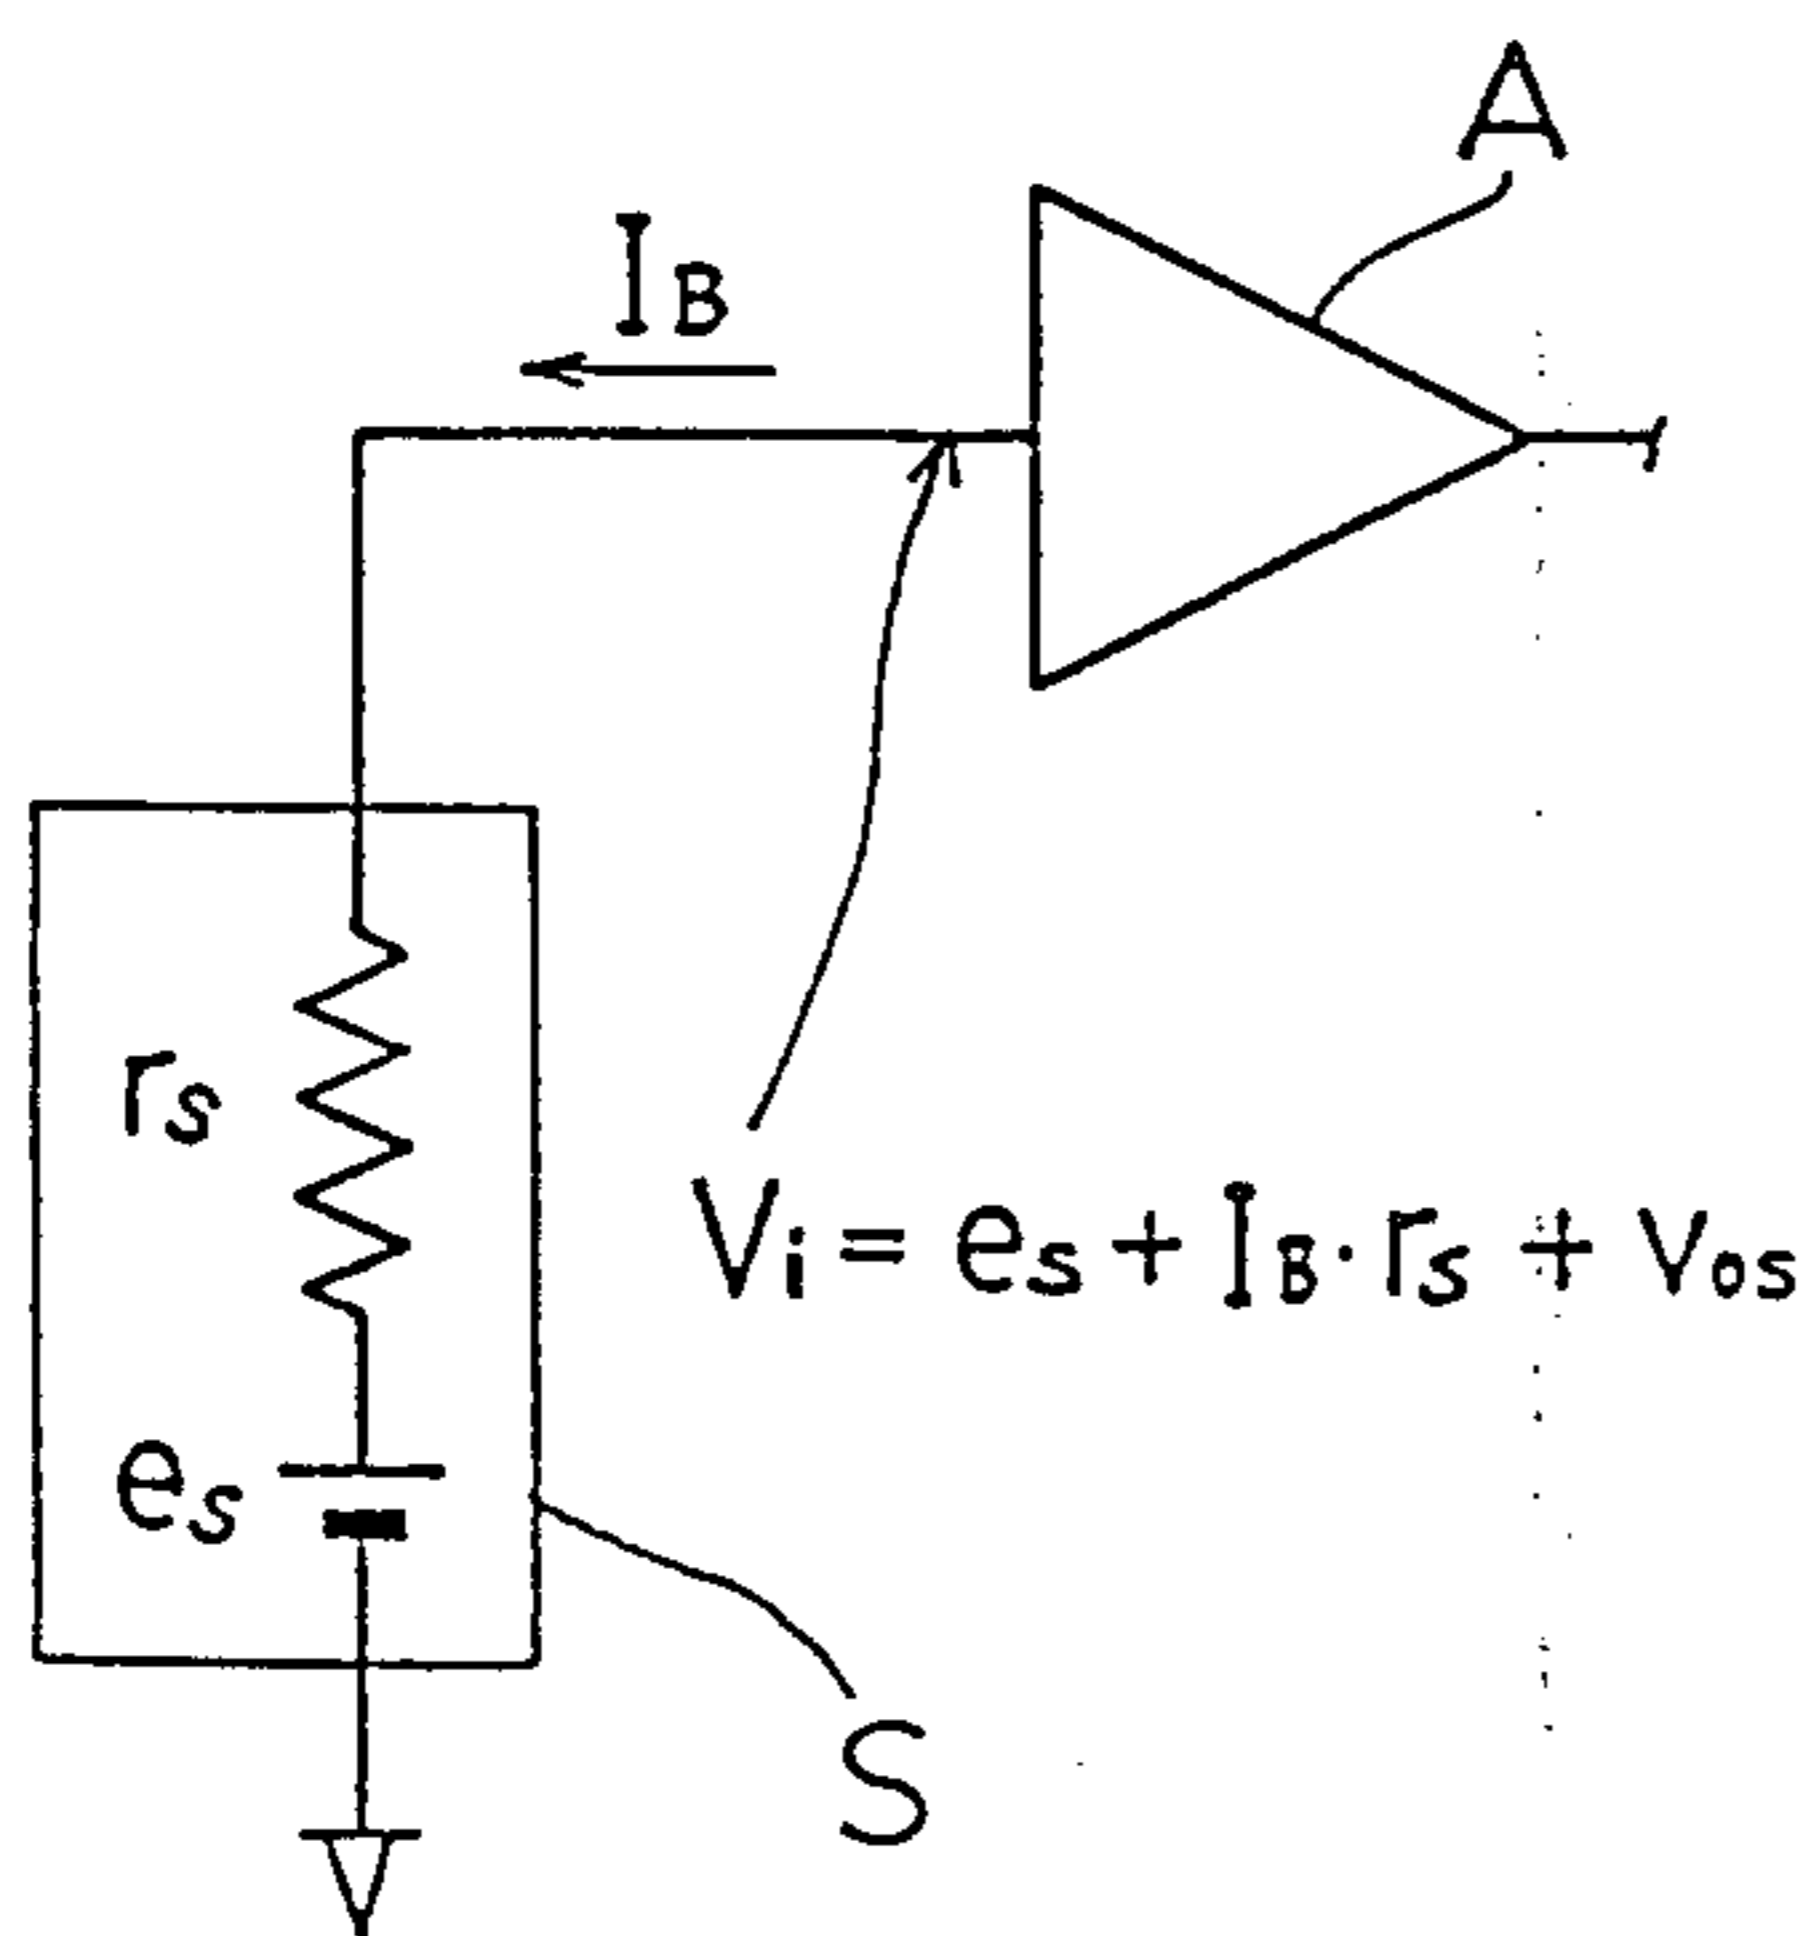 A
IB
rs
Vi = es + IB·rs + Vos
es
S